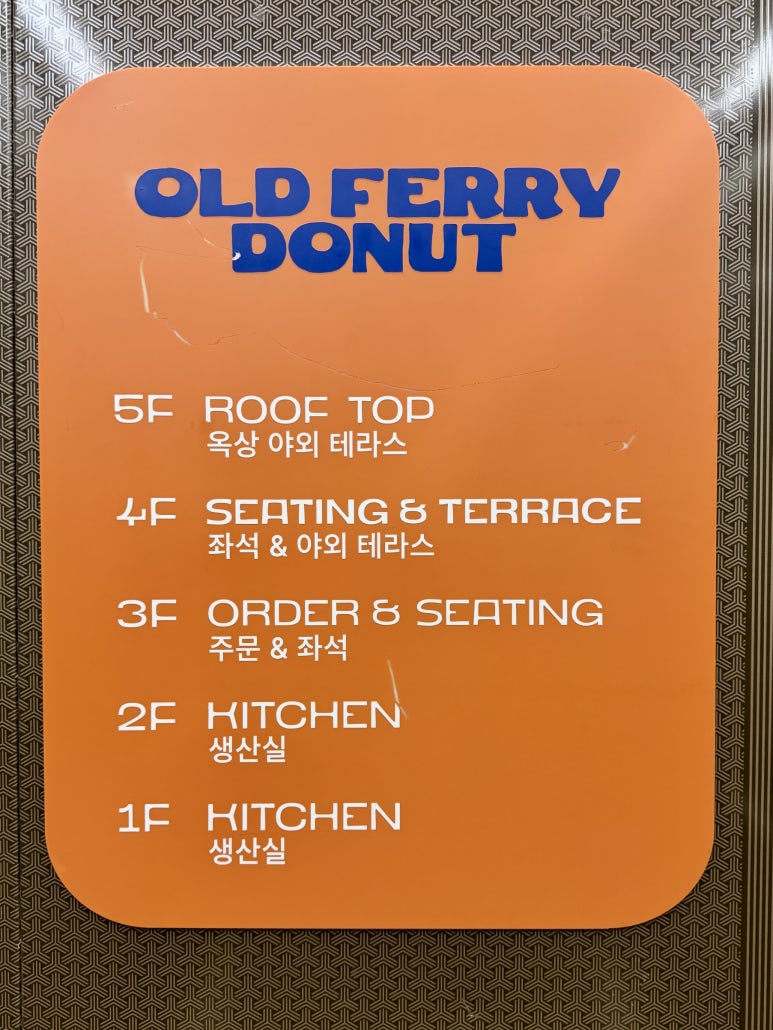 OLD FERRY
DONUT
5F ROOF TOP
옥상 야외 테라스
4F SEATING & TERRACE
좌석 & 야외 테라스
3F ORDER & SEATING
주문 & 좌석
2F KITCHEN
생산실
1F KITCHEN
생산실